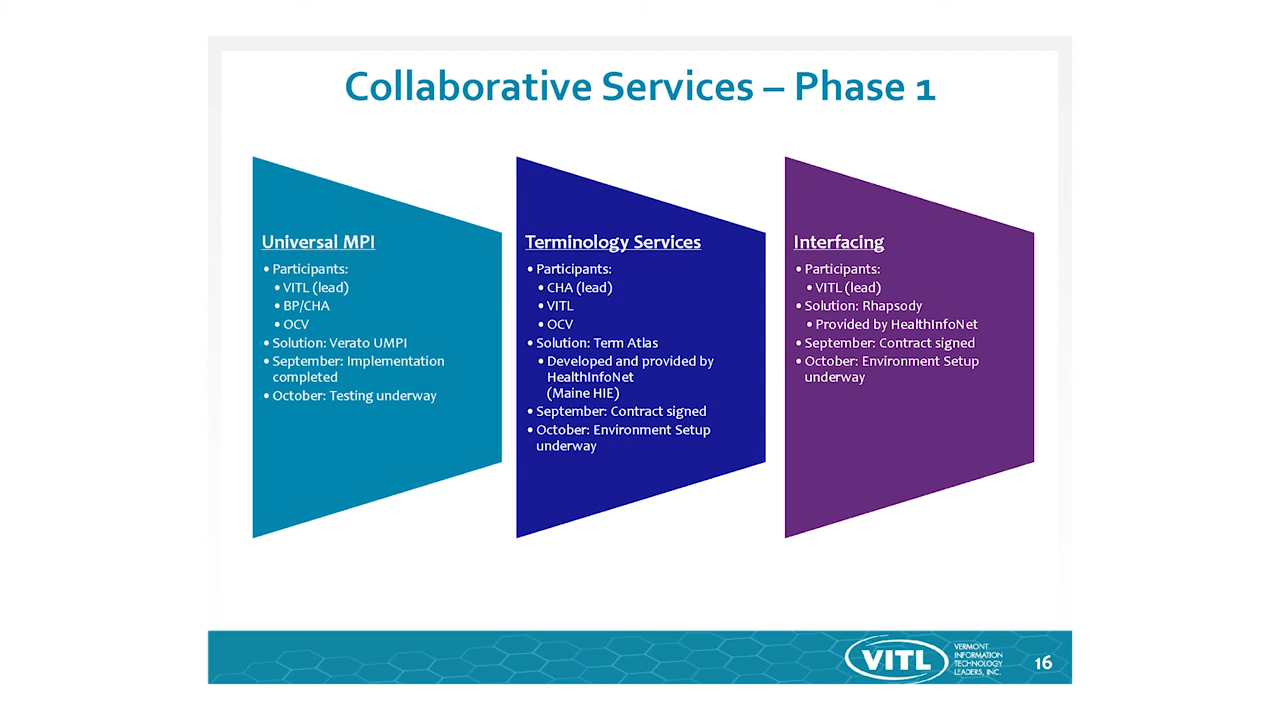 Collaborative Services – Phase 1
Universal MPI
• Participants:
• VITL (lead)
• BP/CHA
• OCV
• Solution: Verato UMPI
• September: Implementation
completed
• October: Testing underway
Terminology Services
• Participants:
• CHA (lead)
• VITL
• OCV
• Solution: Term Atlas
• Developed and provided by
HealthInfoNet
(Maine HIE)
• September: Contract signed
• October: Environment Setup
underway
Interfacing
• Participants:
• VITL (lead)
• Solution: Rhapsody
• Provided by HealthInfoNet
• September: Contract signed
• October: Environment Setup
underway
VITL
VERMONT
INFORMATION
TECHNOLOGY
LEADERS, INC.
16